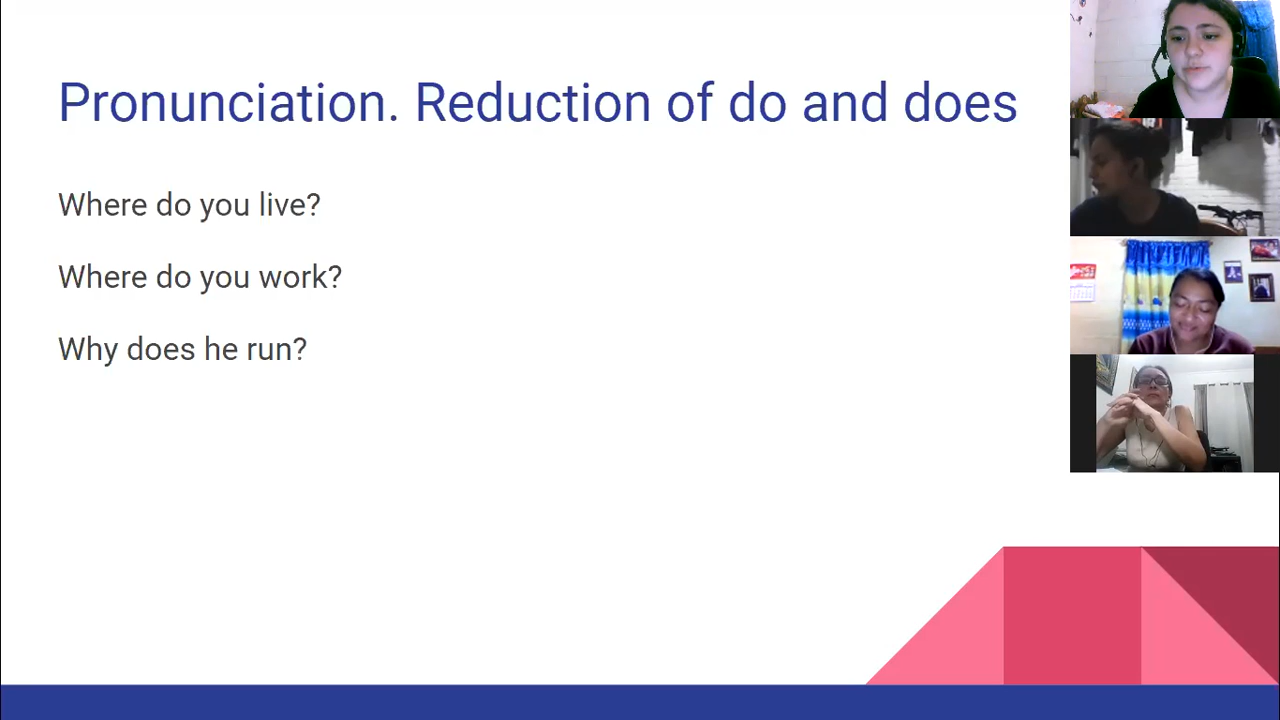 Pronunciation. Reduction of do and does
Where do you live?
Where do you work?
Why does he run?